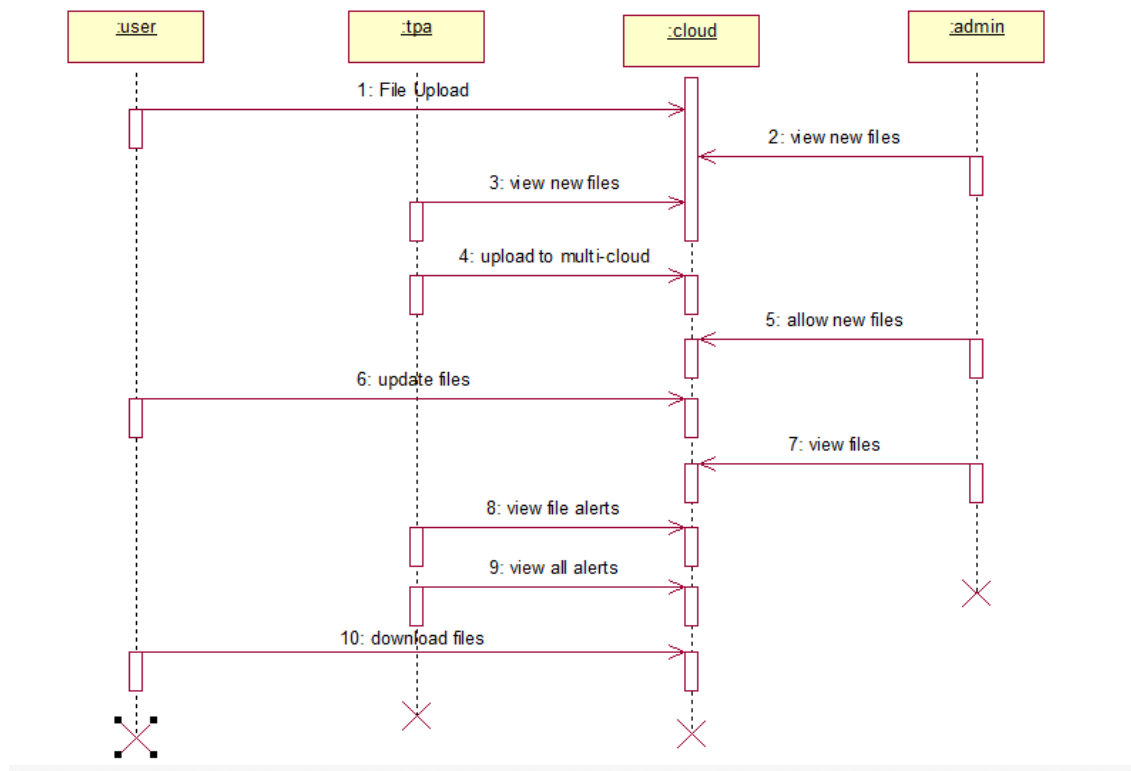 :user
:tpa
:cloud
:admin
1: File Upload
2: view new files
3: view new files
4: upload to multi-cloud
5: allow new files
6: update files
7: view files
8: view file alerts
9: view all alerts
10: download files